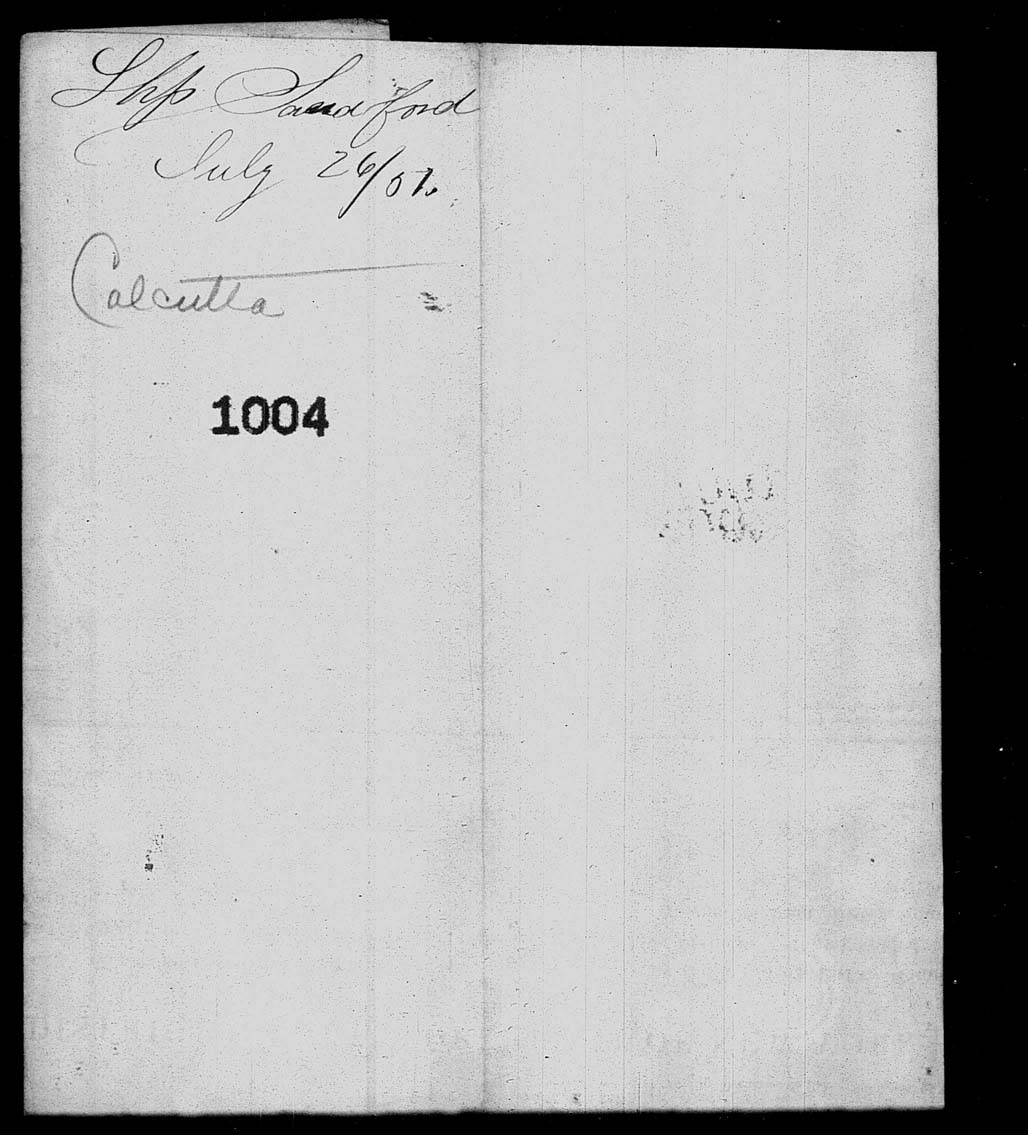 Shp Sandford
July 26/07.
Calcutta
1004